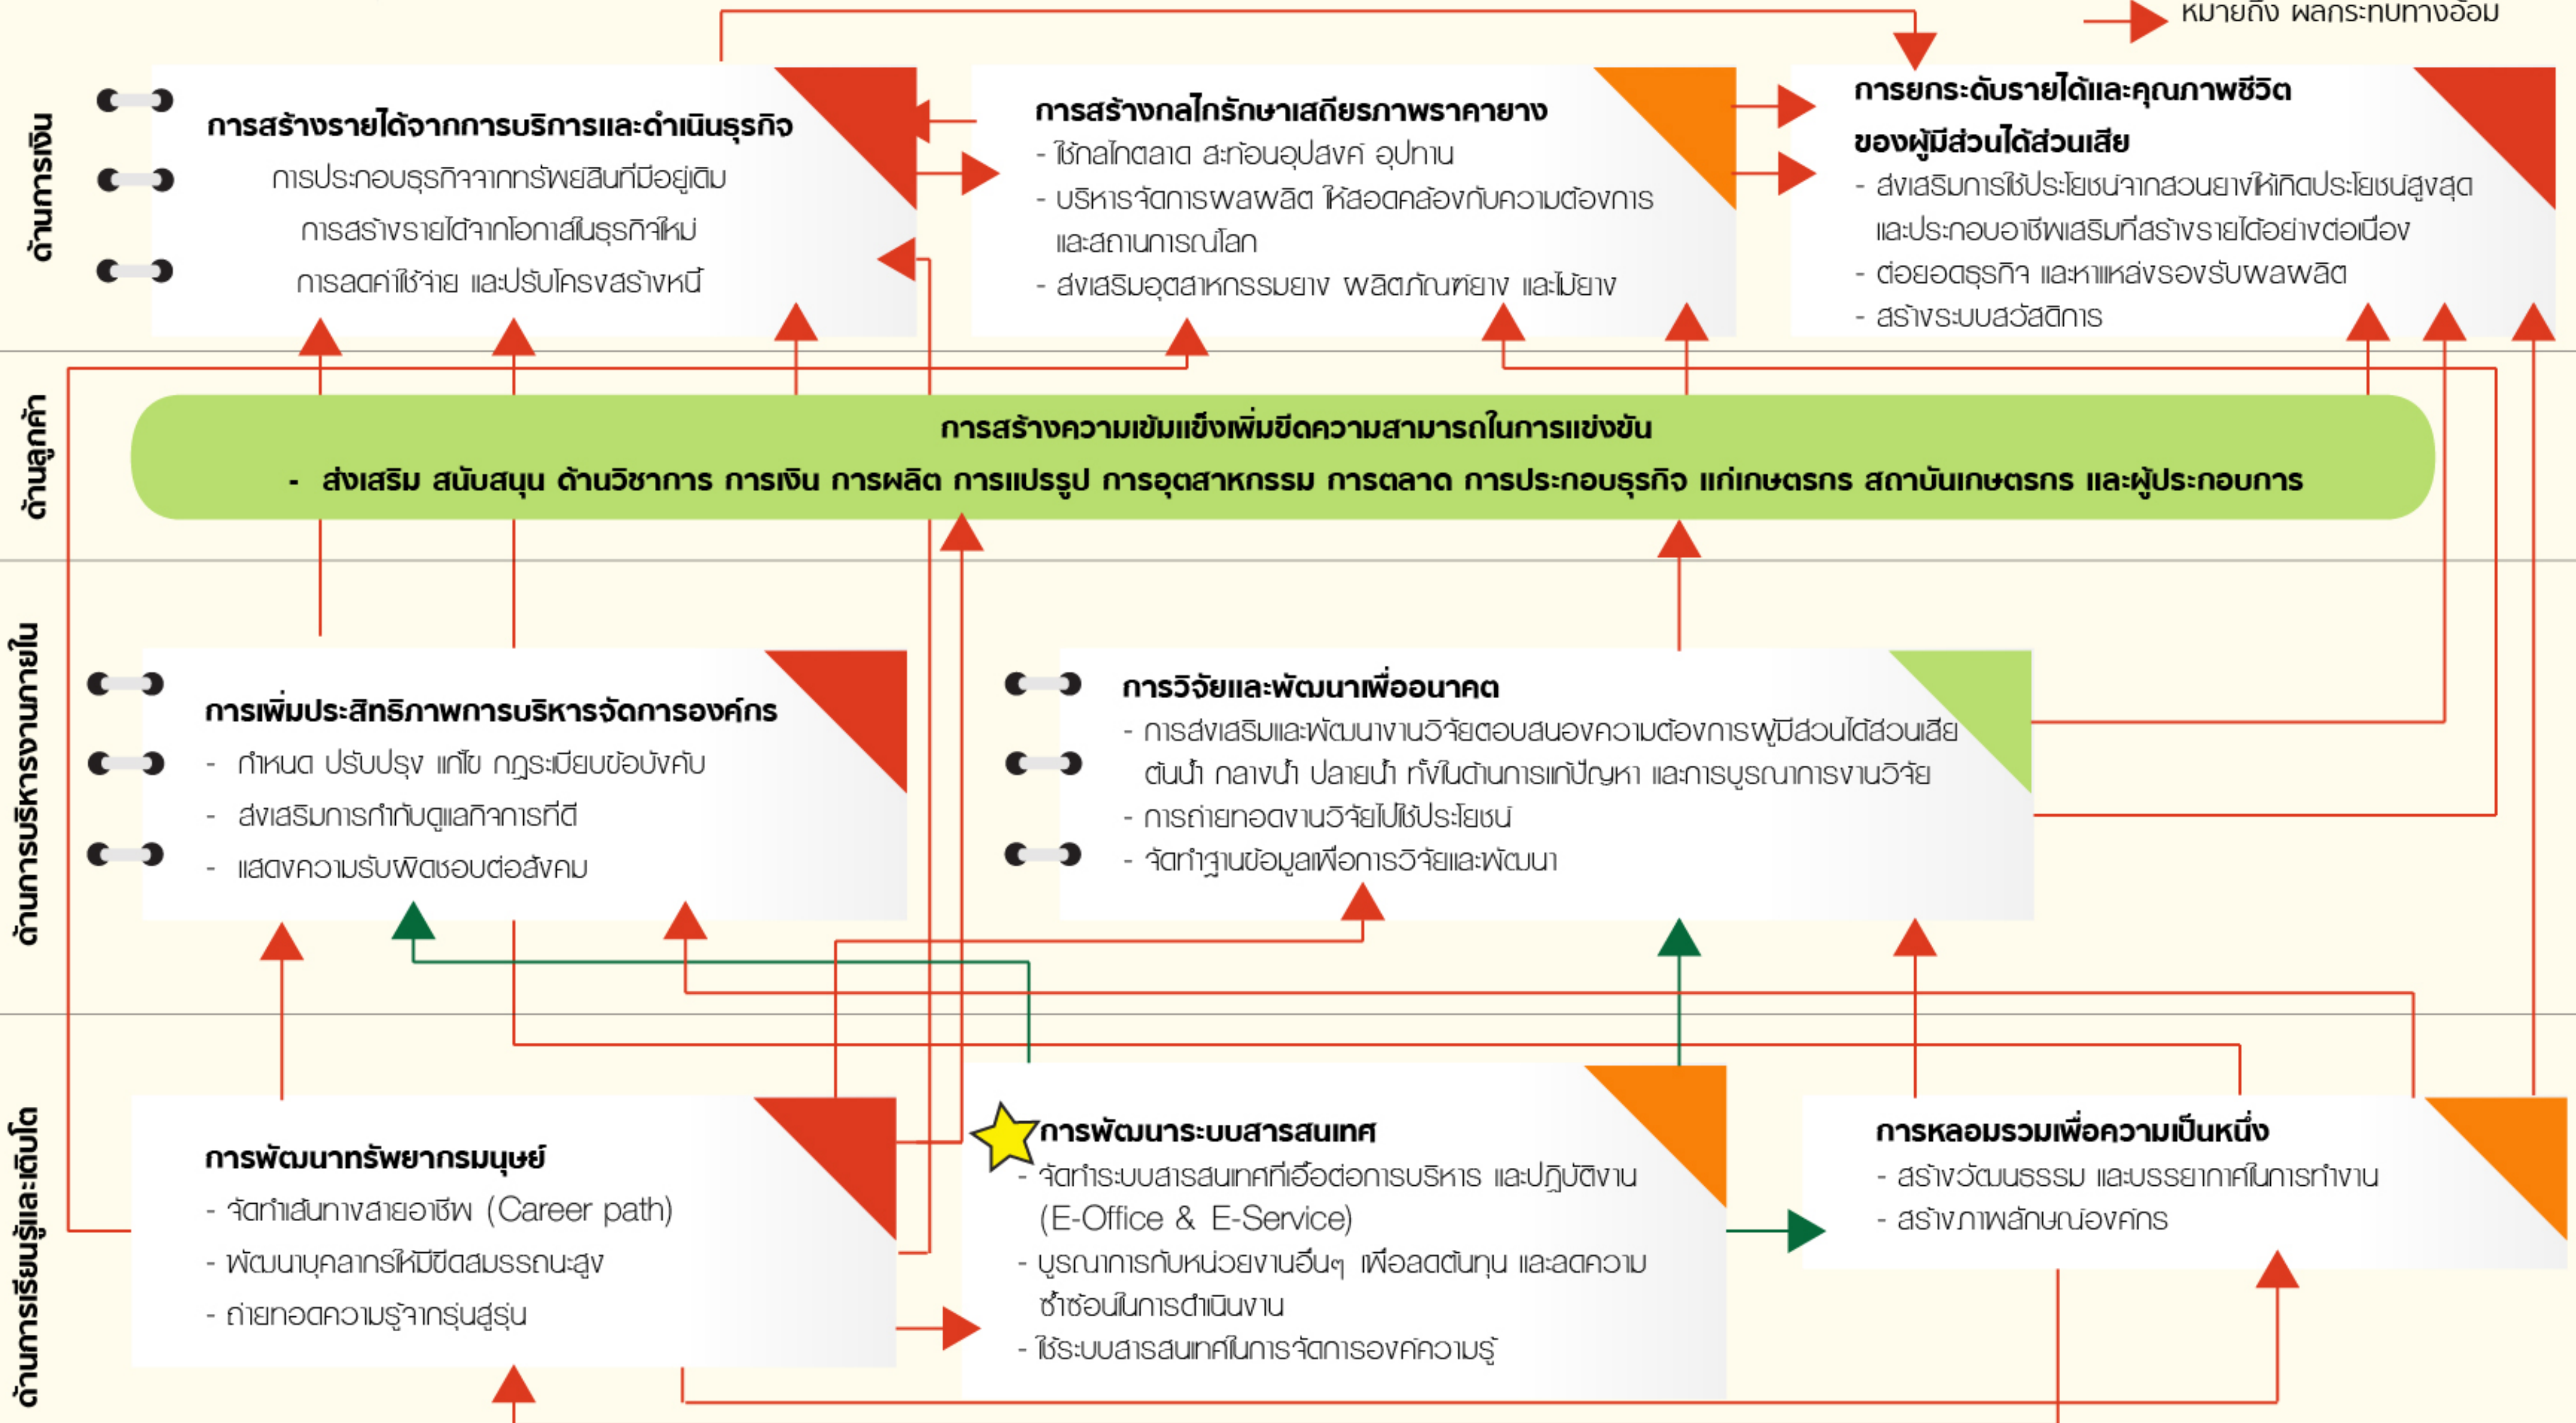 หมายถึง ผลกระทบทางอ้อม
ด้านการเงิน
การสร้างรายได้จากการบริการและดำเนินธุรกิจ
การประกอบธุรกิจจากทรัพย์สินที่มีอยู่เดิม
การสร้างรายได้จากโอกาสในธุรกิจใหม่
การลดค่าใช้จ่าย และปรับโครงสร้างหนี้
การสร้างกลไกรักษาเสถียรภาพราคายาง
- ใช้กลไกตลาด สะท้อนอุปสงค์ อุปทาน
- บริหารจัดการผลผลิต ให้สอดคล้องกับความต้องการ
และสถานการณ์โลก
- ส่งเสริมอุตสาหกรรมยาง ผลิตภัณฑ์ยาง และไม้ยาง
การยกระดับรายได้และคุณภาพชีวิต
ของผู้มีส่วนได้ส่วนเสีย
- ส่งเสริมการใช้ประโยชน์จากสวนยางให้เกิดประโยชน์สูงสุด
และประกอบอาชีพเสริมที่สร้างรายได้อย่างต่อเนื่อง
- ต่อยอดธุรกิจ และหาแหล่งรองรับผลผลิต
- สร้างระบบสวัสดิการ
ด้านลูกค้า
การสร้างความเข้มแข็งเพิ่มขีดความสามารถในการแข่งขัน
- ส่งเสริม สนับสนุน ด้านวิชาการ การเงิน การผลิต การแปรรูป การอุตสาหกรรม การตลาด การประกอบธุรกิจ แก่เกษตรกร สถาบันเกษตรกร และผู้ประกอบการ
ด้านการบริหารงานภายใน
การเพิ่มประสิทธิภาพการบริหารจัดการองค์กร
- กำหนด ปรับปรุง แก้ไข กฎระเบียบข้อบังคับ
- ส่งเสริมการกำกับดูแลกิจการที่ดี
- แสดงความรับผิดชอบต่อสังคม
การวิจัยและพัฒนาเพื่ออนาคต
- การส่งเสริมและพัฒนางานวิจัยตอบสนองความต้องการผู้มีส่วนได้ส่วนเสีย
ต้นน้ำ กลางน้ำ ปลายน้ำ ทั้งในด้านการแก้ปัญหา และการบูรณาการงานวิจัย
- การถ่ายทอดงานวิจัยไปใช้ประโยชน์
- จัดทำฐานข้อมูลเพื่อการวิจัยและพัฒนา
ด้านการเรียนรู้และเติบโต
การพัฒนาทรัพยากรมนุษย์
- จัดทำเส้นทางสายอาชีพ (Career path)
- พัฒนาบุคลากรให้มีขีดสมรรถนะสูง
- ถ่ายทอดความรู้จากรุ่นสู่รุ่น
การพัฒนาระบบสารสนเทศ
- จัดทำระบบสารสนเทศที่เอื้อต่อการบริหาร และปฏิบัติงาน
(E-Office & E-Service)
- บูรณาการกับหน่วยงานอื่นๆ เพื่อลดต้นทุน และลดความ
ซ้ำซ้อนในการดำเนินงาน
- ใช้ระบบสารสนเทศในการจัดการองค์ความรู้
การหลอมรวมเพื่อความเป็นหนึ่ง
- สร้างวัฒนธรรม และบรรยากาศในการทำงาน
- สร้างภาพลักษณ์องค์กร